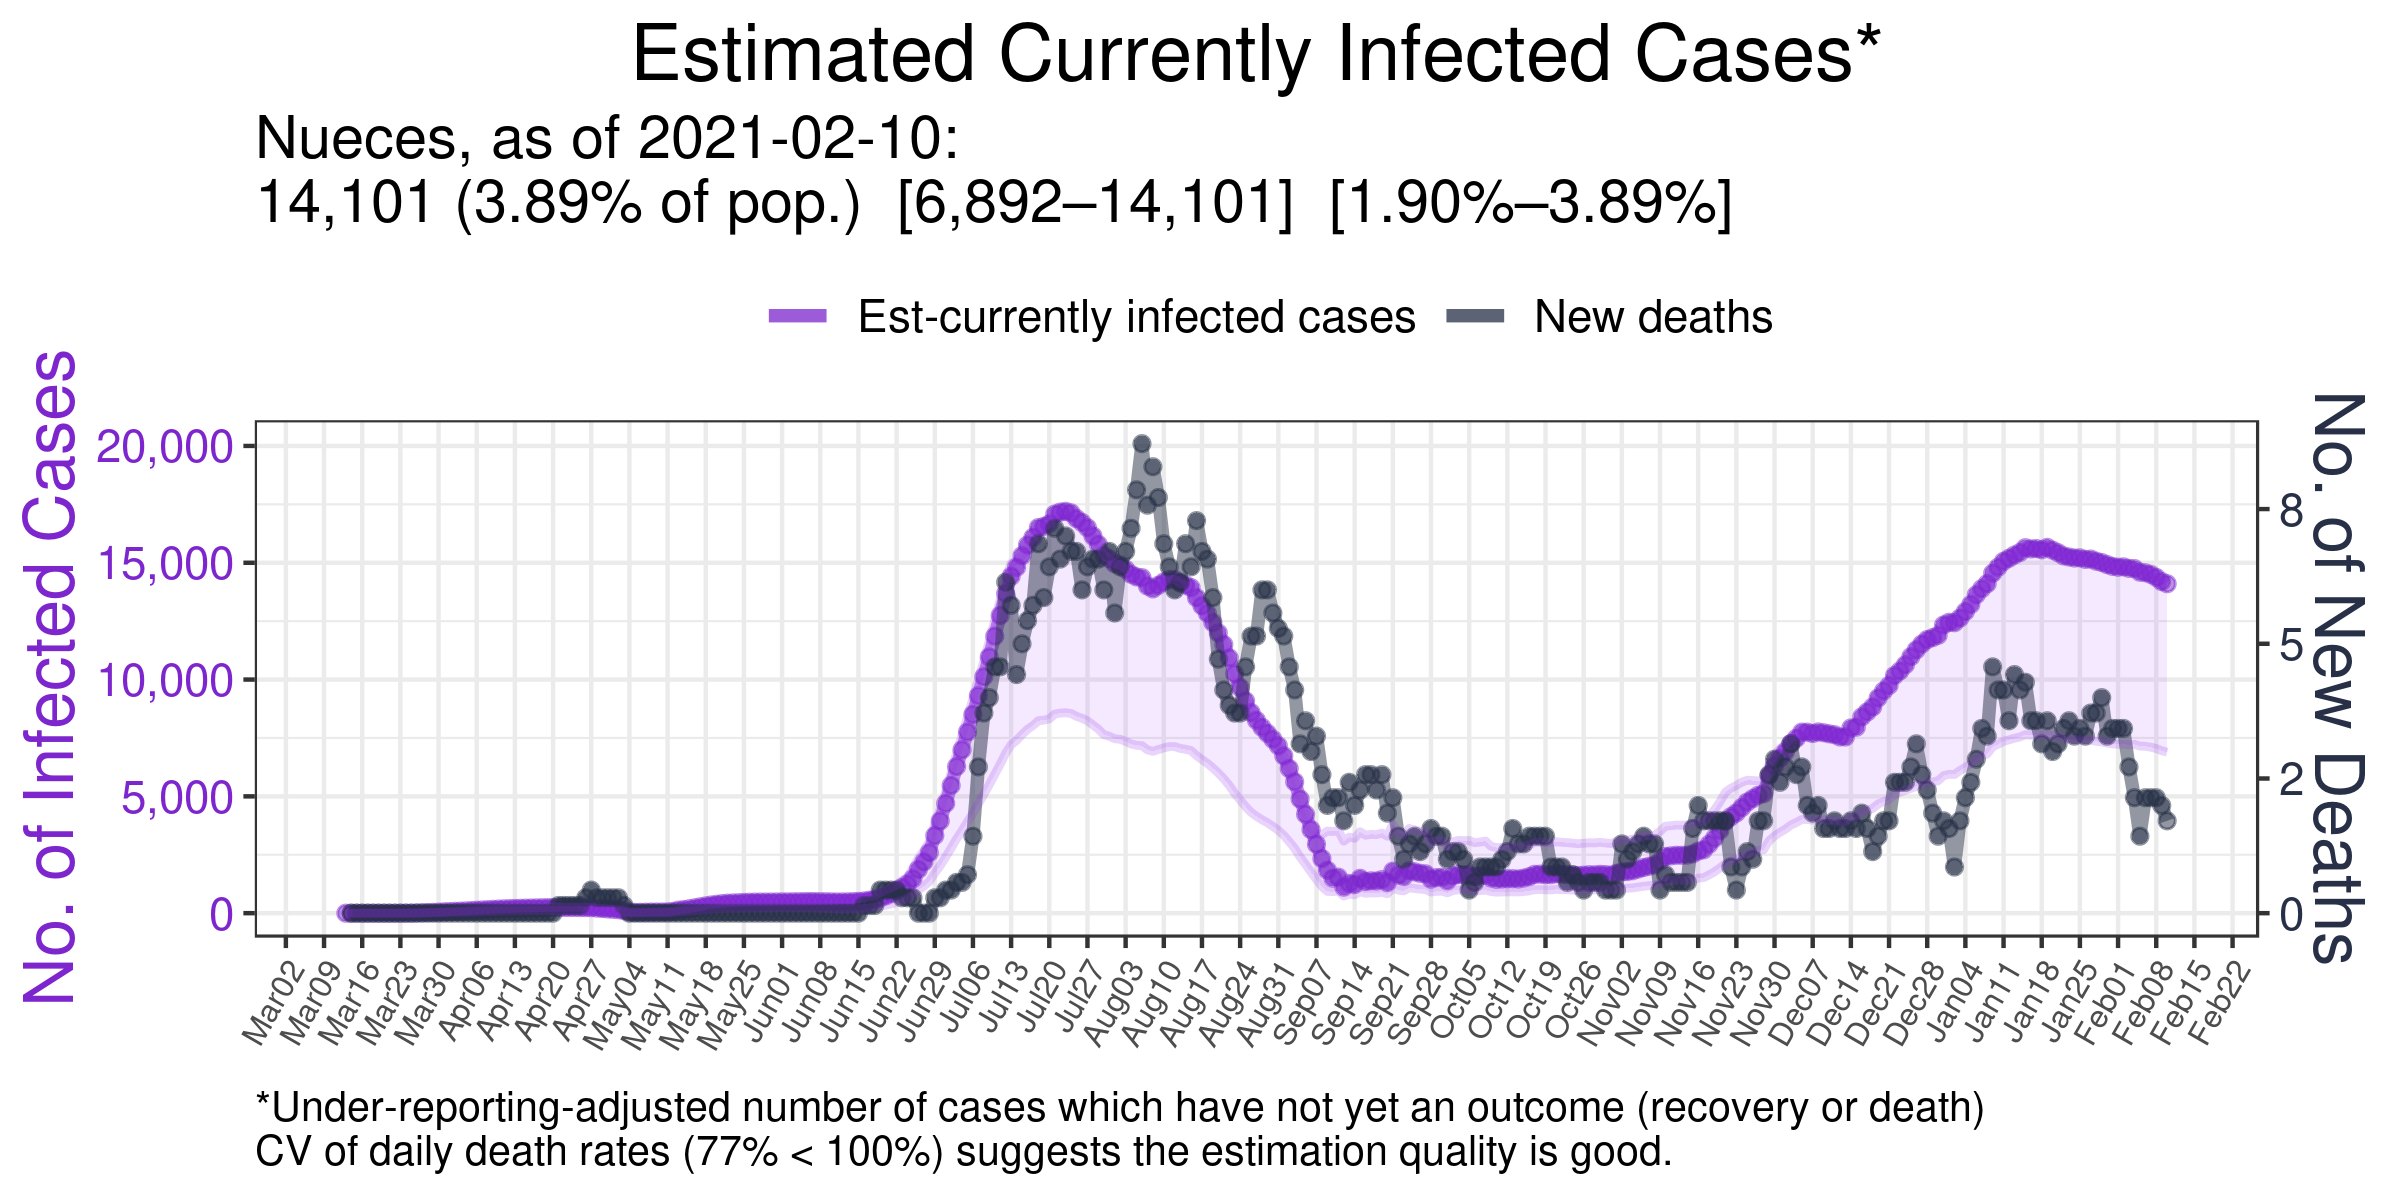 Estimated Currently Infected Cases*
Nueces, as of 2021-02-10:
14,101 (3.89% of pop.)  [6,892–14,101]  [1.90%–3.89%]
Est-currently infected cases
New deaths
No. of Infected Cases
20,000
15,000
10,000
5,000
0
8
5
2
0
No. of New Deaths
Mar02
Mar09
Mar16
Mar23
Mar30
Apr06
Apr13
Apr20
Apr27
May04
May11
May18
May25
Jun01
Jun08
Jun15
Jun22
Jun29
Jul06
Jul13
Jul20
Jul27
Aug03
Aug10
Aug17
Aug24
Aug31
Sep07
Sep14
Sep21
Sep28
Oct05
Oct12
Oct19
Oct26
Nov02
Nov09
Nov16
Nov23
Nov30
Dec07
Dec14
Dec21
Dec28
Jan04
Jan11
Jan18
Jan25
Feb01
Feb08
Feb15
Feb22
*Under-reporting-adjusted number of cases which have not yet an outcome (recovery or death)
CV of daily death rates (77% < 100%) suggests the estimation quality is good.